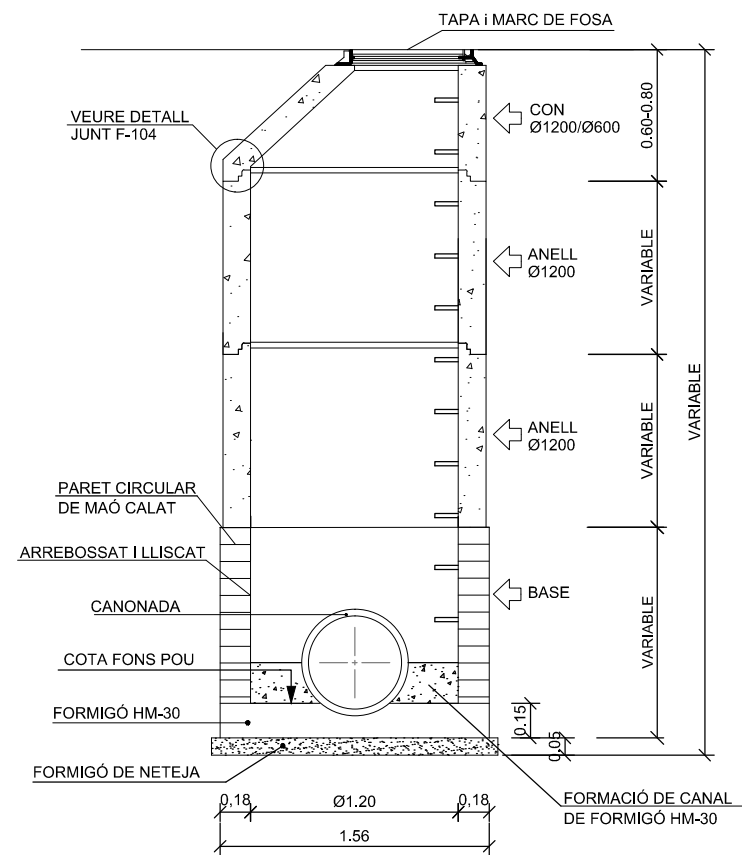 TAPA i MARC DE FOSA
VEURE DETALL
JUNT F-104
CON
Ø1200/Ø600
0.60-0.80
ANELL
Ø1200
VARIABLE
VARIABLE
ANELL
Ø1200
VARIABLE
PARET CIRCULAR
DE MAÓ CALAT
ARREBOSSAT I LLISCAT
BASE
CANONADA
VARIABLE
COTA FONS POU
FORMIGÓ HM-30
0.15
0,05
FORMIGÓ DE NETEJA
0,18
Ø1.20
0,18
FORMACIÓ DE CANAL
DE FORMIGÓ HM-30
1.56